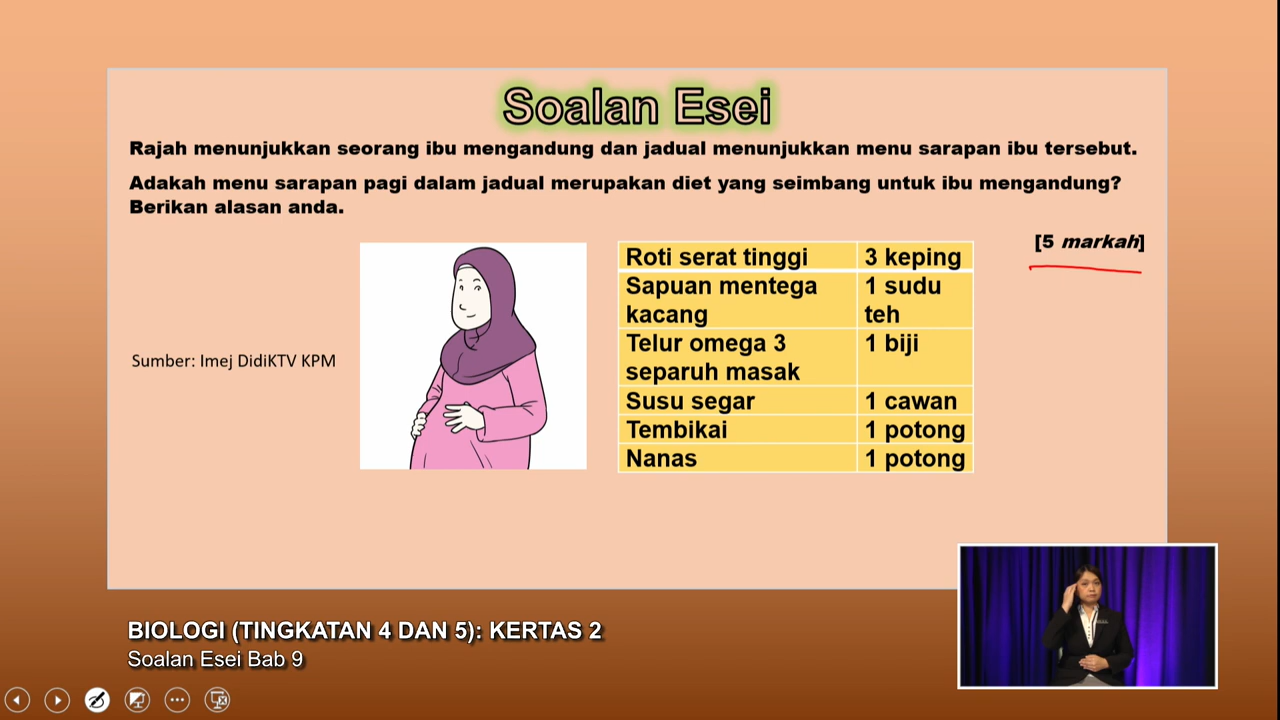 Soalan Esei
Rajah menunjukkan seorang ibu mengandung dan jadual menunjukkan menu sarapan ibu tersebut.
Adakah menu sarapan pagi dalam jadual merupakan diet yang seimbang untuk ibu mengandung?
Berikan alasan anda.
[5 markah]
Roti serat tinggi 3 keping
Sapuan mentega 1 sudu
kacang teh
Telur omega 3 1 biji
separuh masak
Susu segar 1 cawan
Tembikai 1 potong
Nanas 1 potong
Sumber: Imej DidiKTV KPM
BIOLOGI (TINGKATAN 4 DAN 5): KERTAS 2
Soalan Esei Bab 9